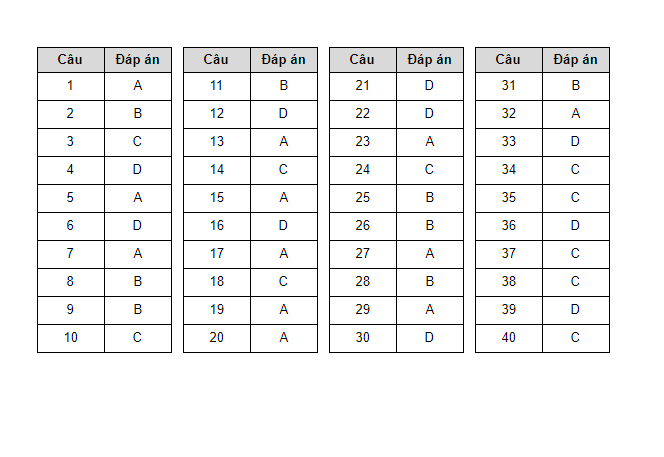 Câu Đáp án Câu Đáp án Câu Đáp án Câu Đáp án
1 A 11 B 21 D 31 B
2 B 12 D 22 D 32 A
3 C 13 A 23 A 33 D
4 D 14 C 24 C 34 C
5 A 15 A 25 B 35 C
6 D 16 D 26 B 36 D
7 A 17 A 27 A 37 C
8 B 18 C 28 B 38 C
9 B 19 A 29 A 39 D
10 C 20 A 30 D 40 C